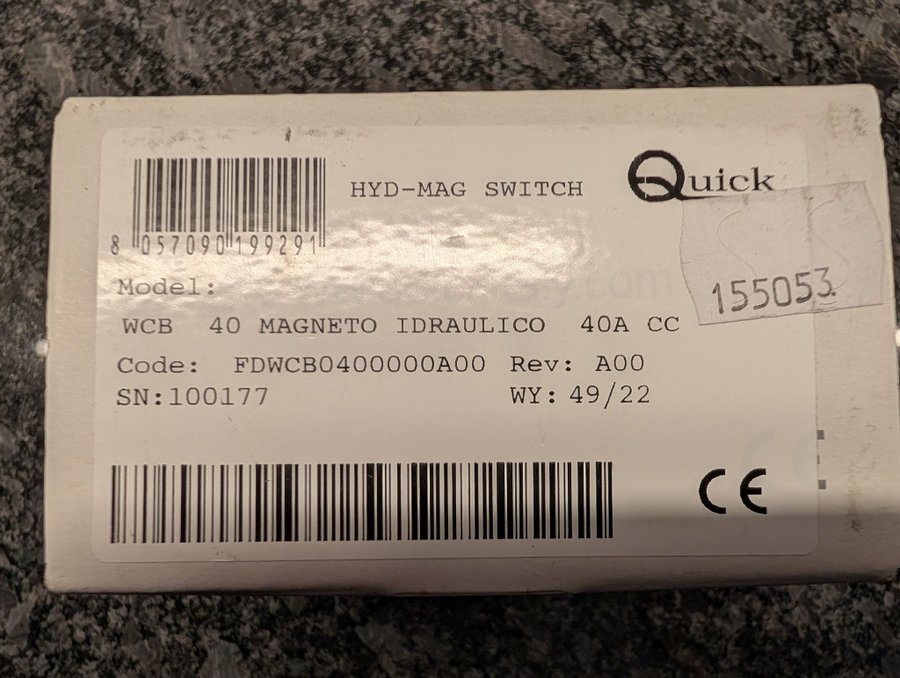 HYD-MAG SWITCH
Quick
8 057090 199291
155053
Model:
WCB 40 MAGNETO IDRAULICO 40A CC
Code: FDWCB0400000A00 Rev: A00
SN:100177 WY: 49/22
CE